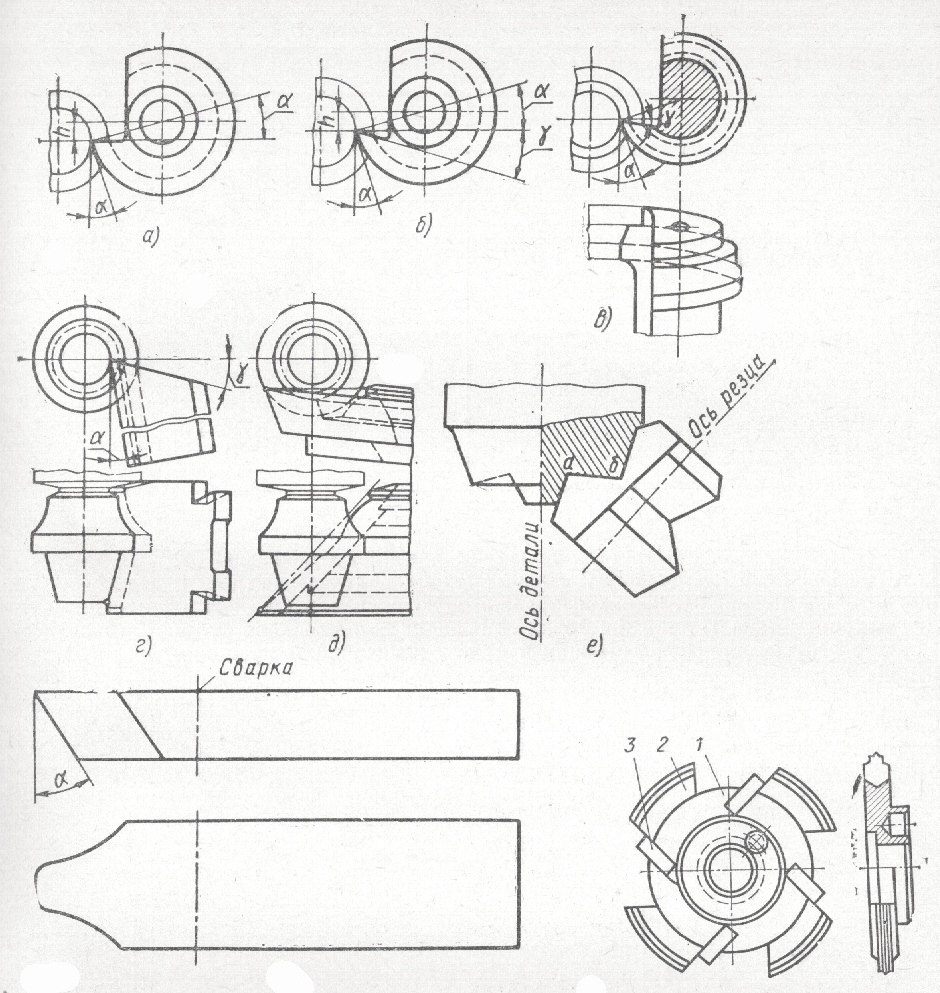 h α
α
а)
h α
γ
α
б)
γ
α
в)
γ
α
г)
д)
Ось резца
а б
Ось детали
е)
Сварка
α
3 2 1